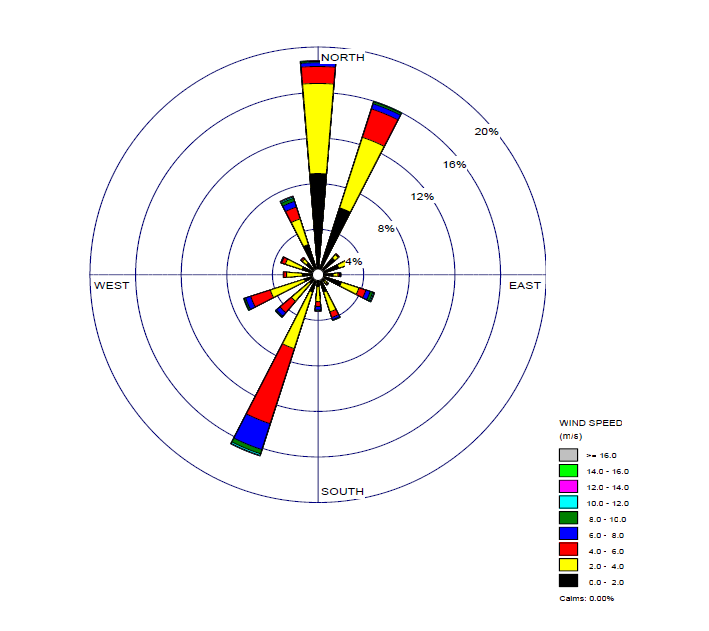 NORTH
20%
16%
12%
8%
4%
WEST
EAST
SOUTH
WIND SPEED
(m/s)
>= 16.0
14.0 - 16.0
12.0 - 14.0
10.0 - 12.0
8.0 - 10.0
6.0 - 8.0
4.0 - 6.0
2.0 - 4.0
0.0 - 2.0
Calms: 0.00%